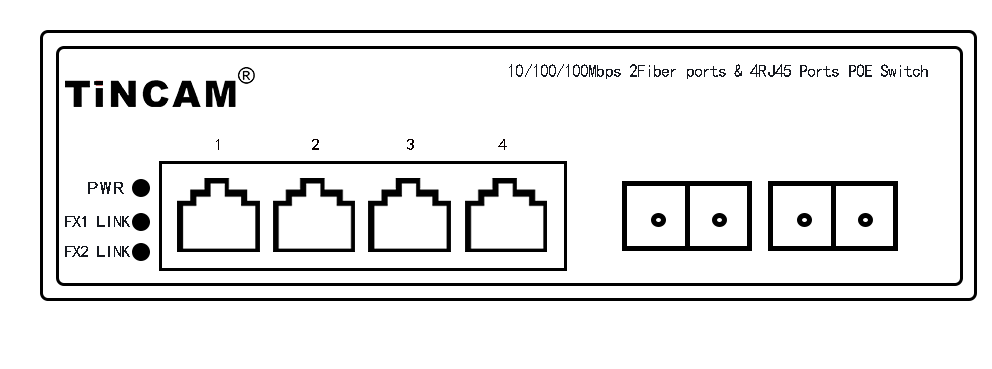 TiNCAM®
10/100/100Mbps 2Fiber ports & 4RJ45 Ports POE Switch
1 2 3 4
PWR
FX1 LINK
FX2 LINK